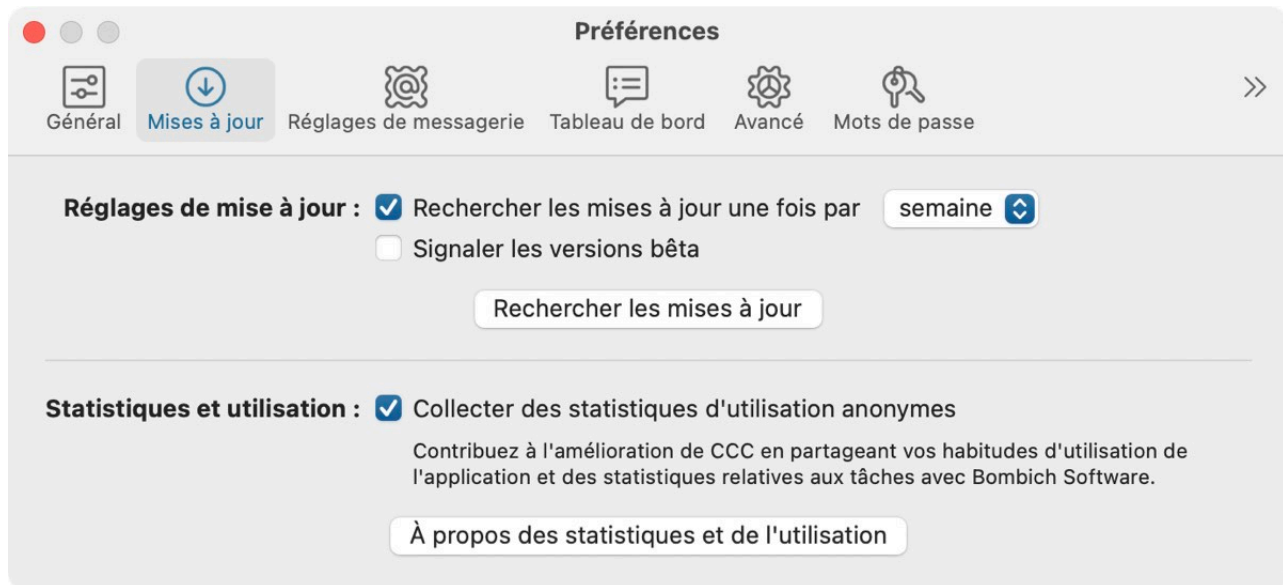 Préférences
Général Mises à jour Réglages de messagerie Tableau de bord Avancé Mots de passe
Réglages de mise à jour : Rechercher les mises à jour une fois par semaine
Signaler les versions bêta
Rechercher les mises à jour
Statistiques et utilisation : Collecter des statistiques d'utilisation anonymes
Contribuez à l'amélioration de CCC en partageant vos habitudes d'utilisation de
l'application et des statistiques relatives aux tâches avec Bombich Software.
À propos des statistiques et de l'utilisation